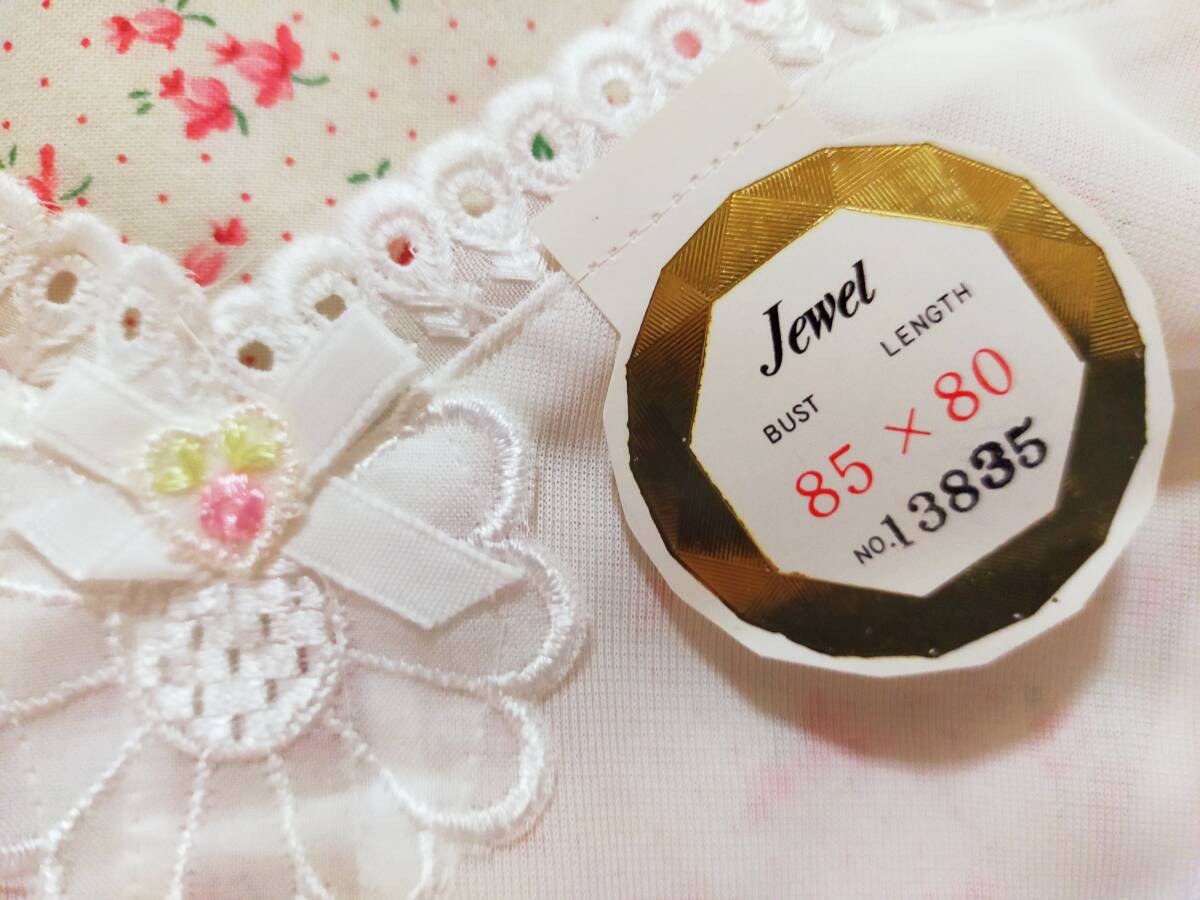 Jewel
BUST LENGTH
85 × 80
NO.13835